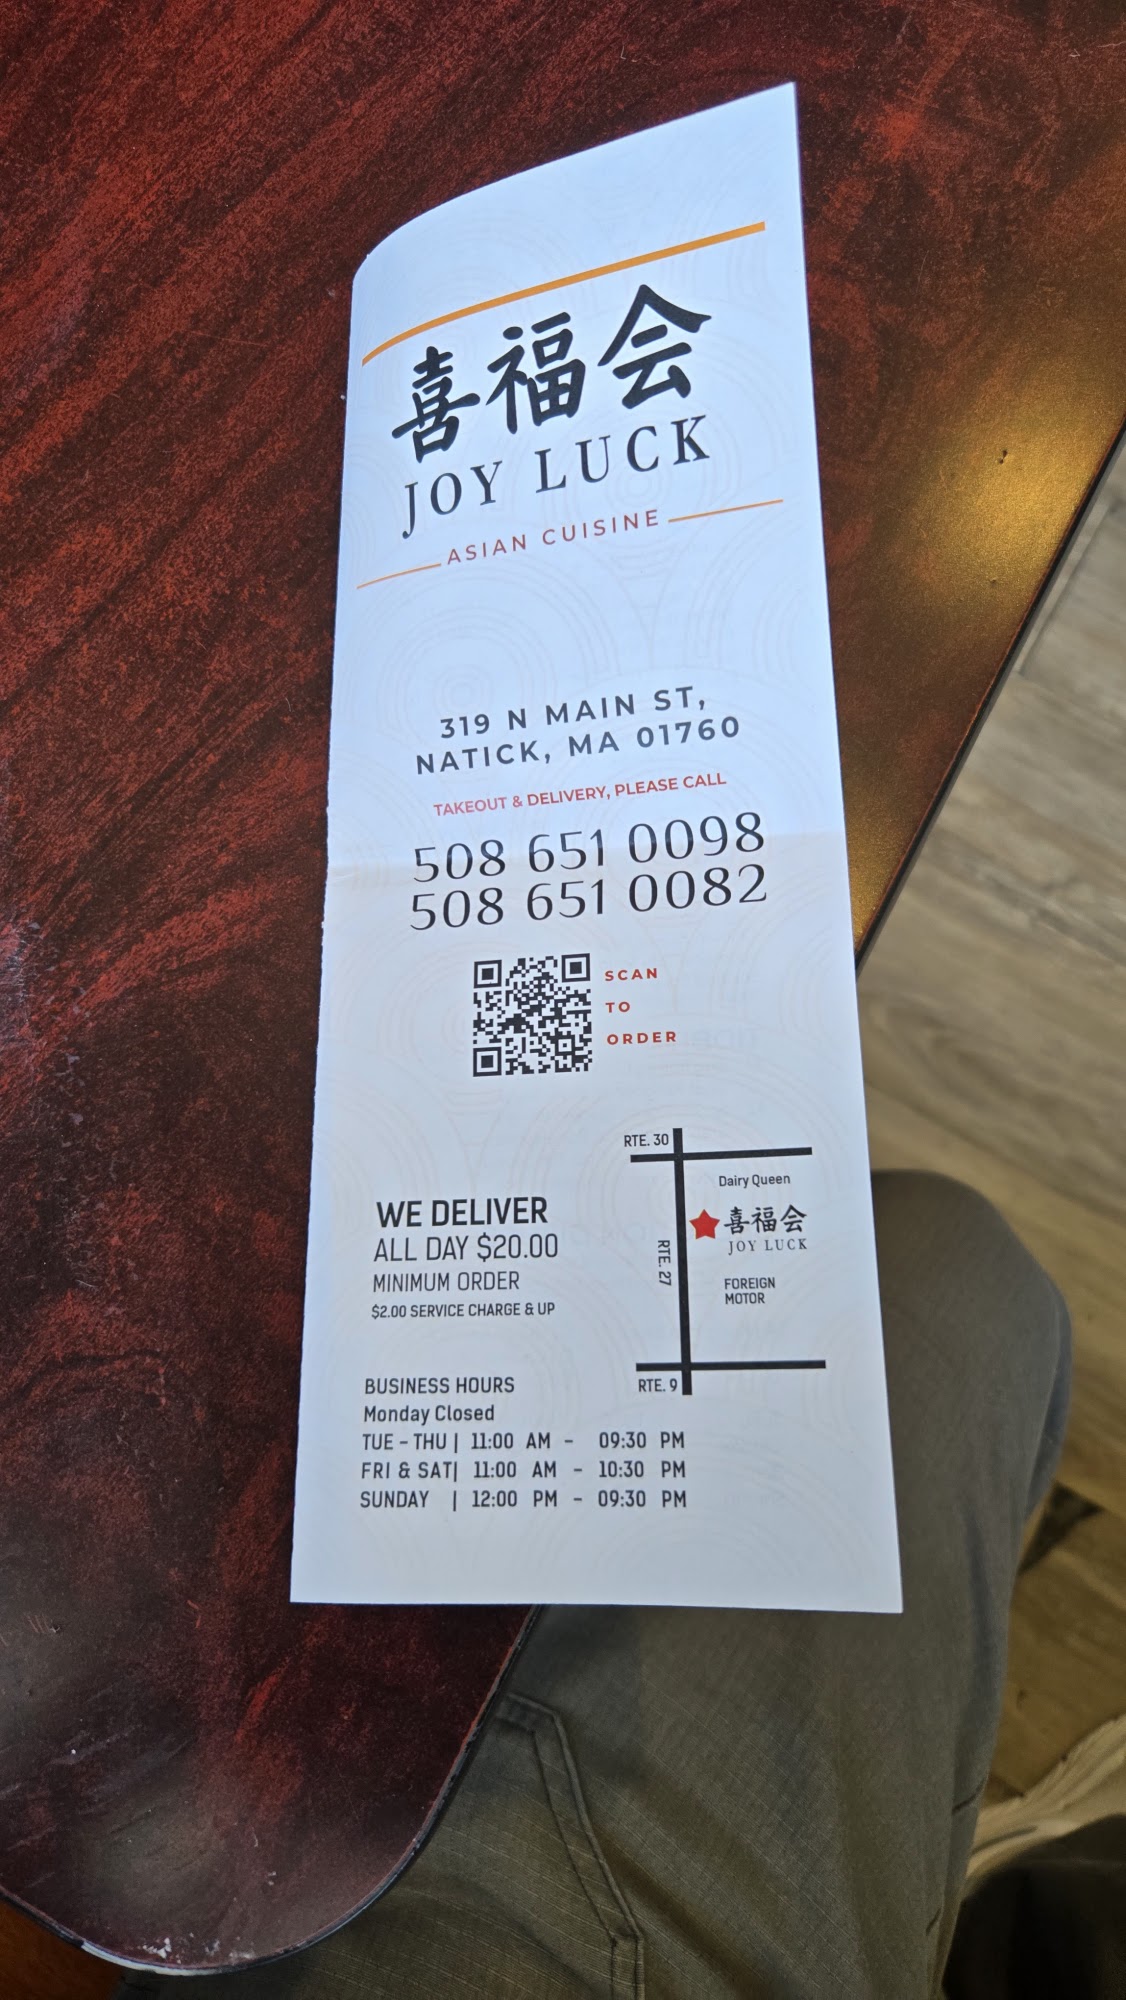 喜福会
JOY LUCK
ASIAN CUISINE
319 N MAIN ST,
NATICK, MA 01760
TAKEOUT & DELIVERY, PLEASE CALL
508 651 0098
508 651 0082
SCAN
TO
ORDER
RTE. 30
Dairy Queen
喜福会
JOY LUCK
RTE. 27
FOREIGN
MOTOR
RTE. 9
WE DELIVER
ALL DAY $20.00
MINIMUM ORDER
$2.00 SERVICE CHARGE & UP
BUSINESS HOURS
Monday Closed
TUE - THU | 11:00 AM - 09:30 PM
FRI & SAT| 11:00 AM - 10:30 PM
SUNDAY | 12:00 PM - 09:30 PM